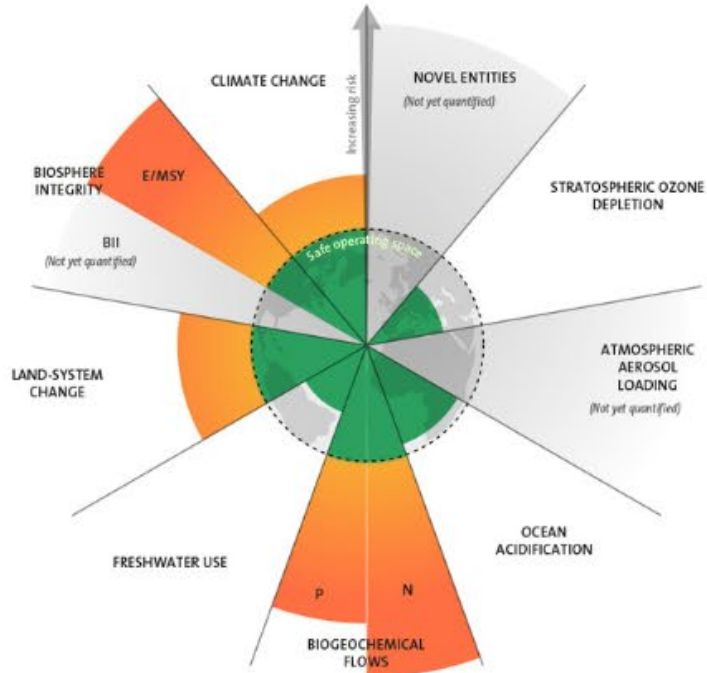 CLIMATE CHANGE
Increasing risk
NOVEL ENTITIES
(Not yet quantified)
STRATOSPHERIC OZONE
DEPLETION
ATMOSPHERIC
AEROSOL
LOADING
(Not yet quantified)
OCEAN
ACIDIFICATION
BIOGEOCHEMICAL
FLOWS
P
N
FRESHWATER USE
LAND-SYSTEM
CHANGE
BIOSPHERE
INTEGRITY
E/MSY
BII
(Not yet quantified)
Safe operating space